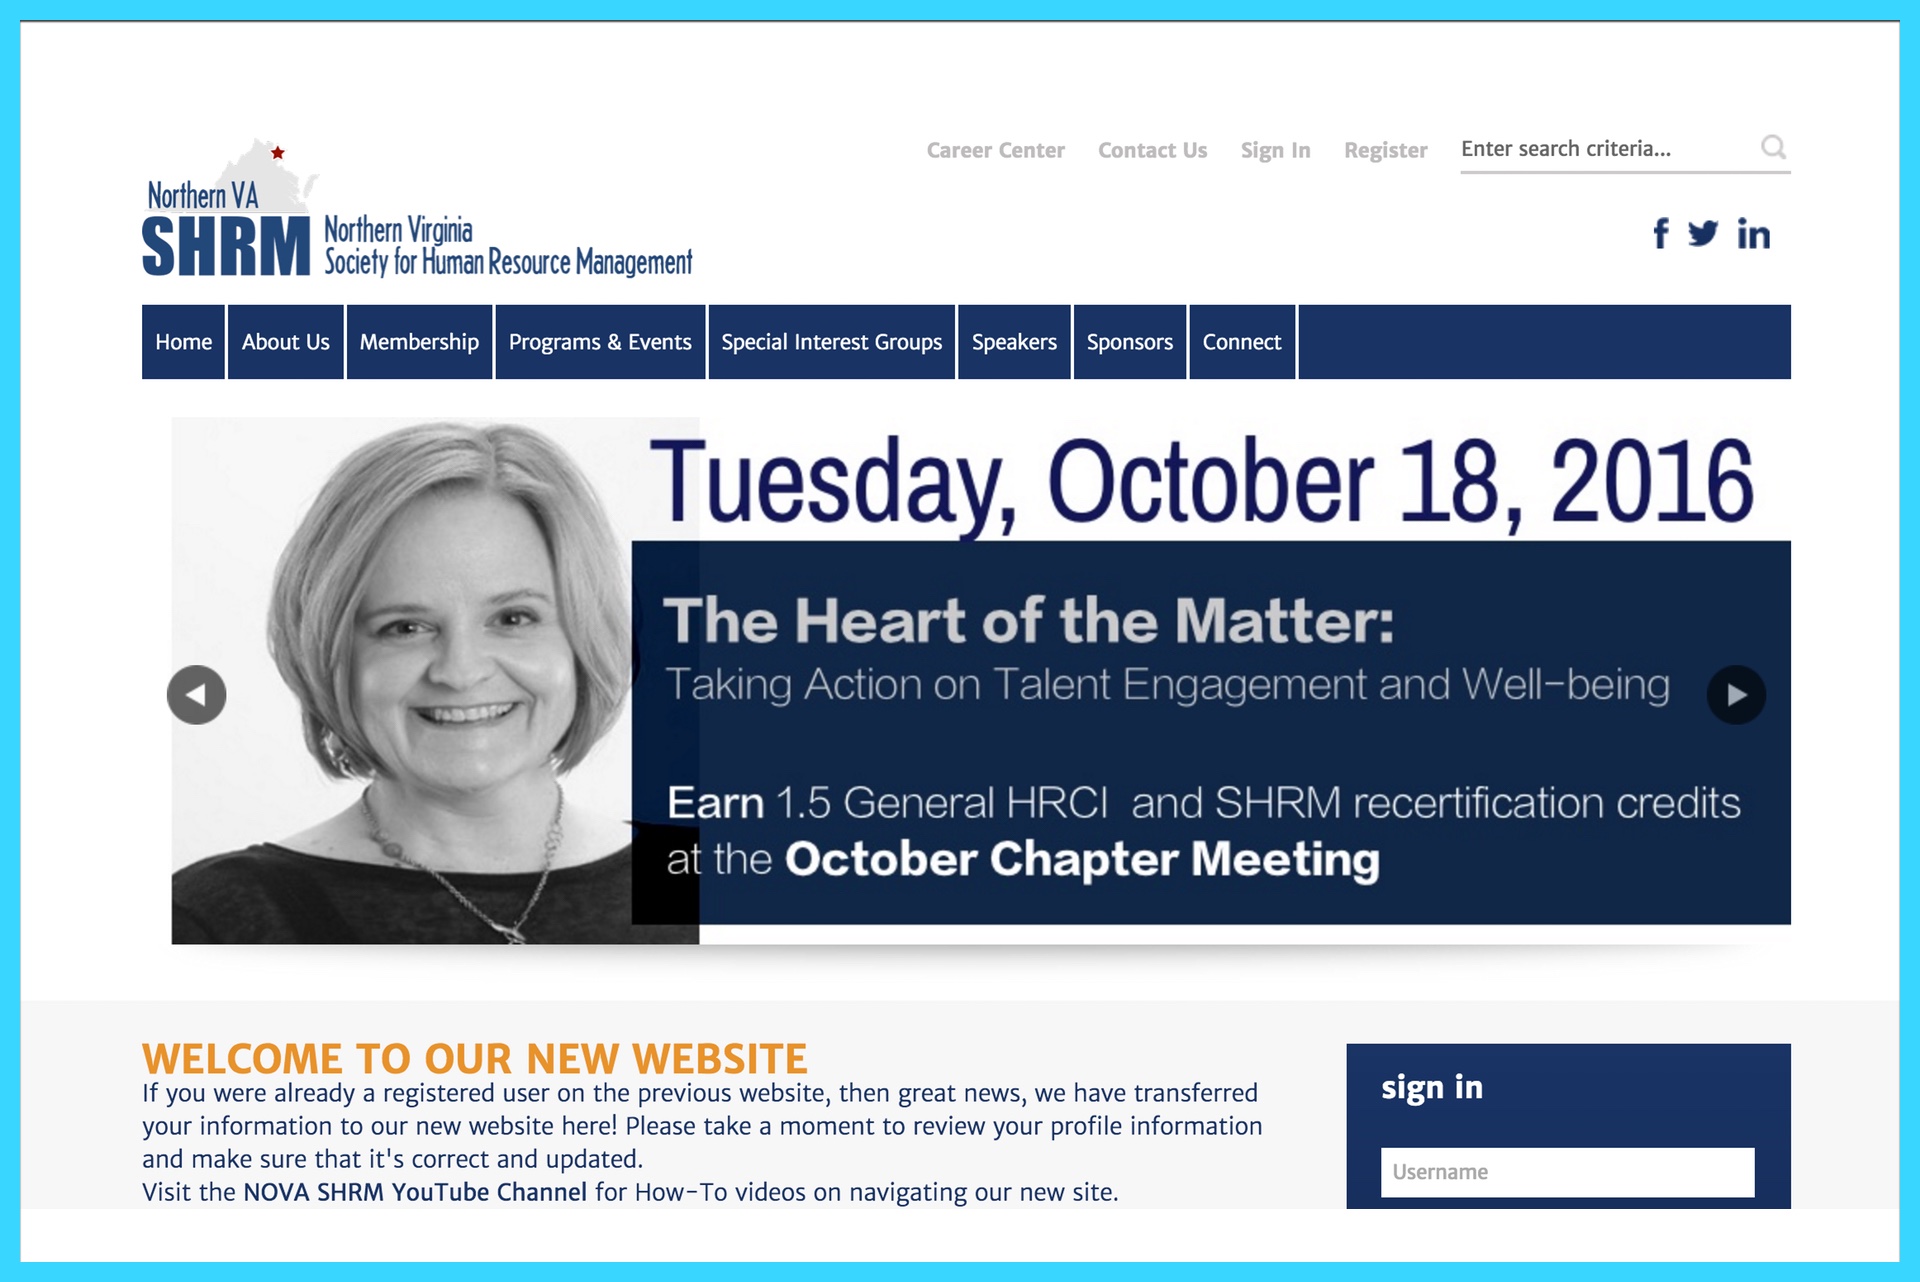 Career Center Contact Us Sign In Register Enter search criteria...
Northern VA
SHRM
Northern Virginia
Society for Human Resource Management
f in
Home About Us Membership Programs & Events Special Interest Groups Speakers Sponsors Connect
Tuesday, October 18, 2016
The Heart of the Matter:
Taking Action on Talent Engagement and Well-being
Earn 1.5 General HRCI and SHRM recertification credits
at the October Chapter Meeting
WELCOME TO OUR NEW WEBSITE
If you were already a registered user on the previous website, then great news, we have transferred
your information to our new website here! Please take a moment to review your profile information
and make sure that it's correct and updated.
Visit the NOVA SHRM YouTube Channel for How-To videos on navigating our new site.
sign in
Username